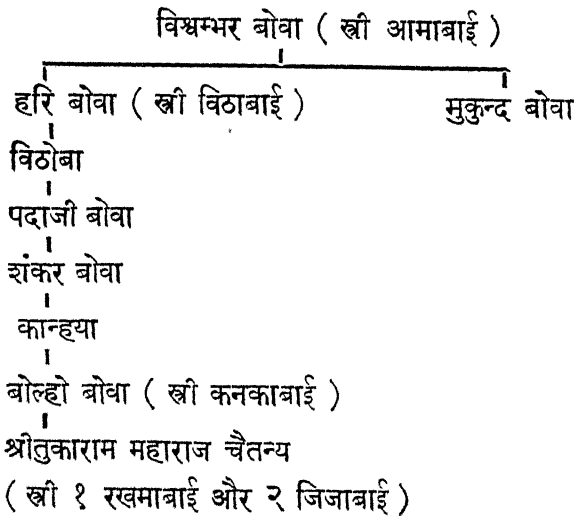 विश्वम्भर बोवा ( स्त्री आमाबाई )
हरि बोवा ( स्त्री विठाबाई ) मुकुन्द बोवा
विठोबा
पदाजी बोवा
शंकर बोवा
कान्हया
बोल्हो बोवा ( स्त्री कनकाबाई )
श्रीतुकाराम महाराज चैतन्य
( स्त्री १ रखमाबाई और २ जिजाबाई )